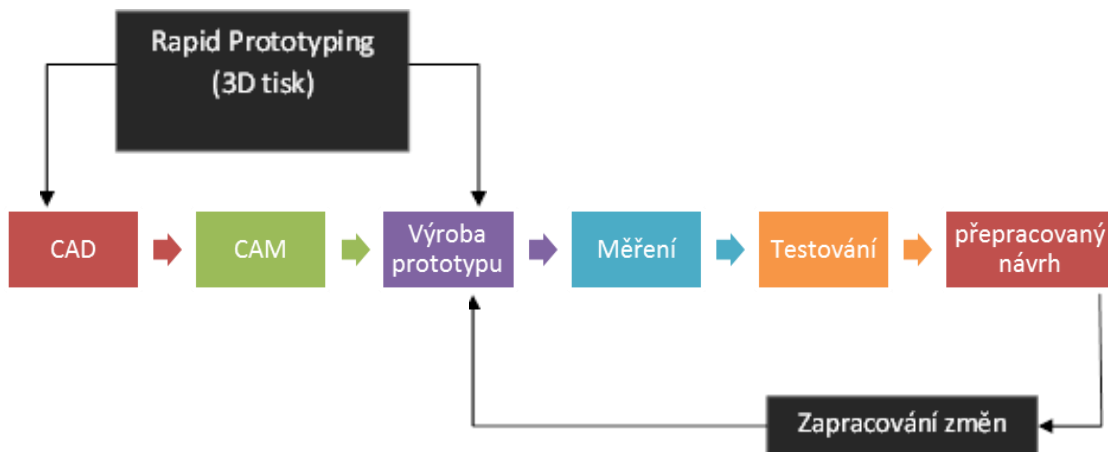 Rapid Prototyping
(3D tisk)
CAD
CAM
Výroba
prototypu
Měření
Testování
přepracovaný
návrh
Zapracování změn